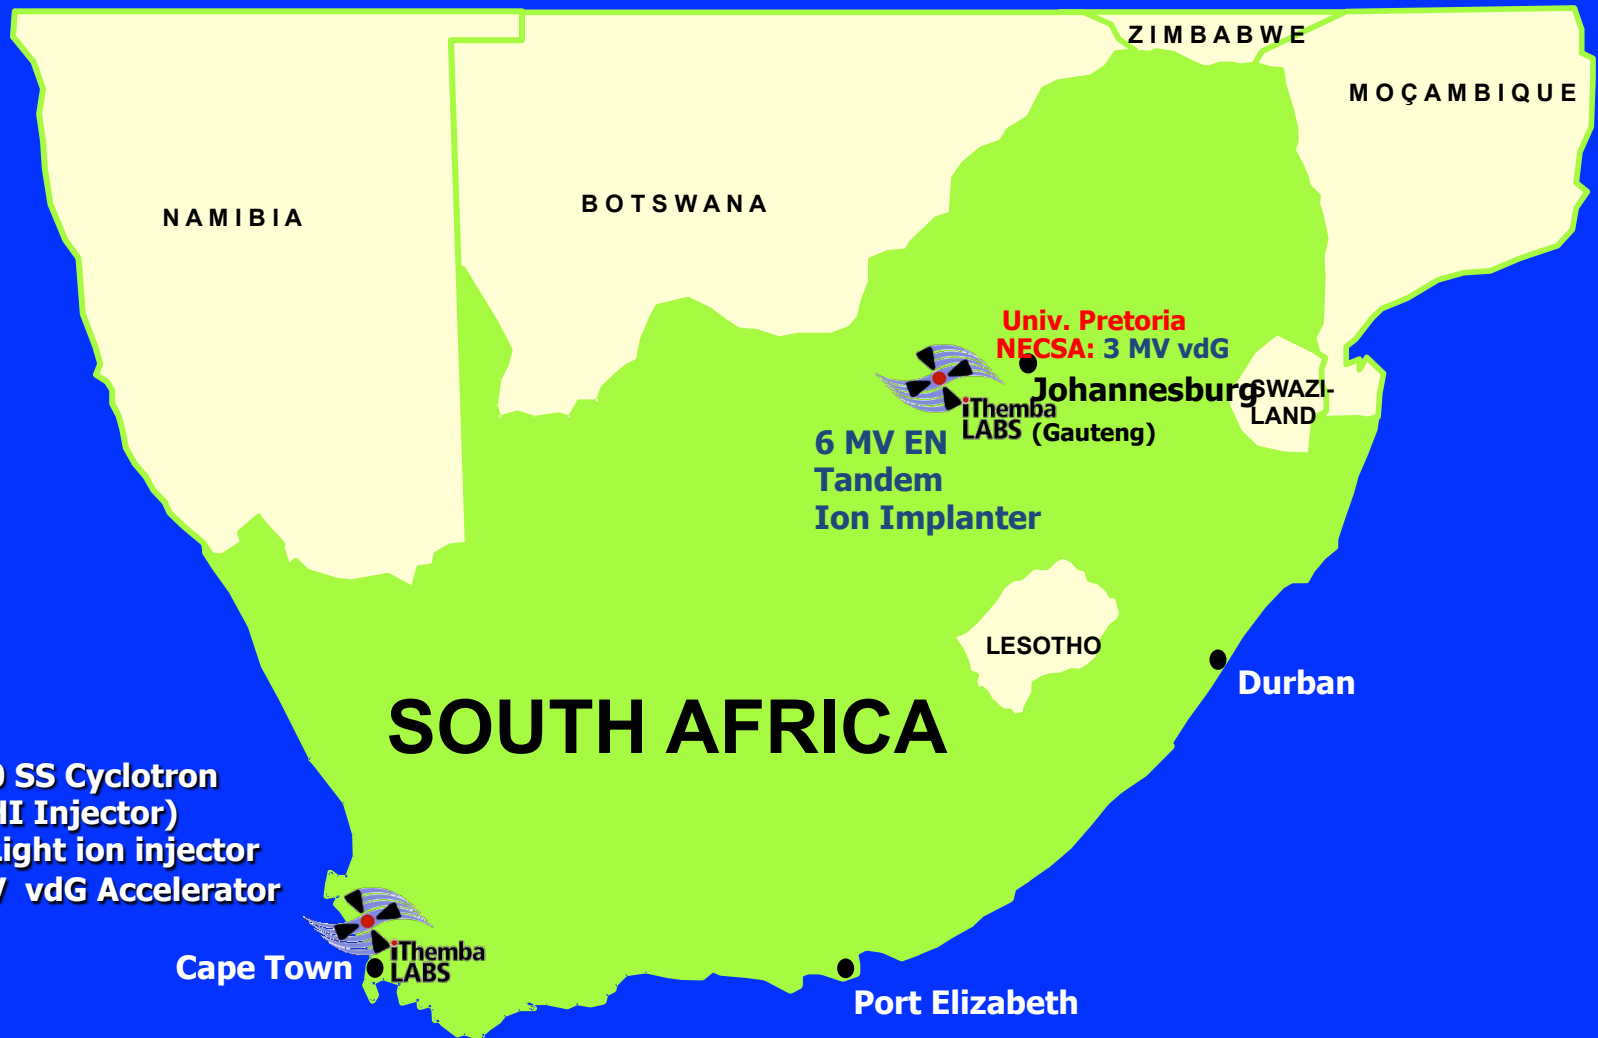 ZIMBABWE
MOÇAMBIQUE
BOTSWANA
NAMIBIA
Univ. Pretoria
NECSA: 3 MV vdG
Johannesburg
SWAZI-
LAND
iThemba
LABS
(Gauteng)
6 MV EN
Tandem
Ion Implanter
LESOTHO
Durban
SOUTH AFRICA
SS Cyclotron
Injector)
ight ion injector
vdG Accelerator
iThemba
LABS
Cape Town
Port Elizabeth